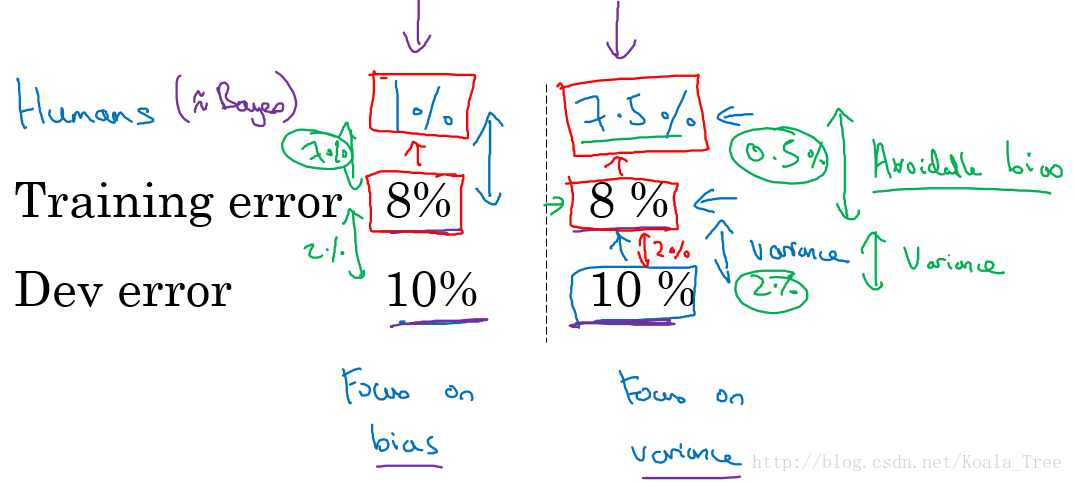 Humans (≈ Bayes) 1% 7.5%
7% 0.5% Avoidable bias
Training error 8% 8 %
2% 2% Variance Variance
Dev error 10% 10 % 2%
Focus on Focus on
bias variance
http://blog.csdn.net/Koala_Tree